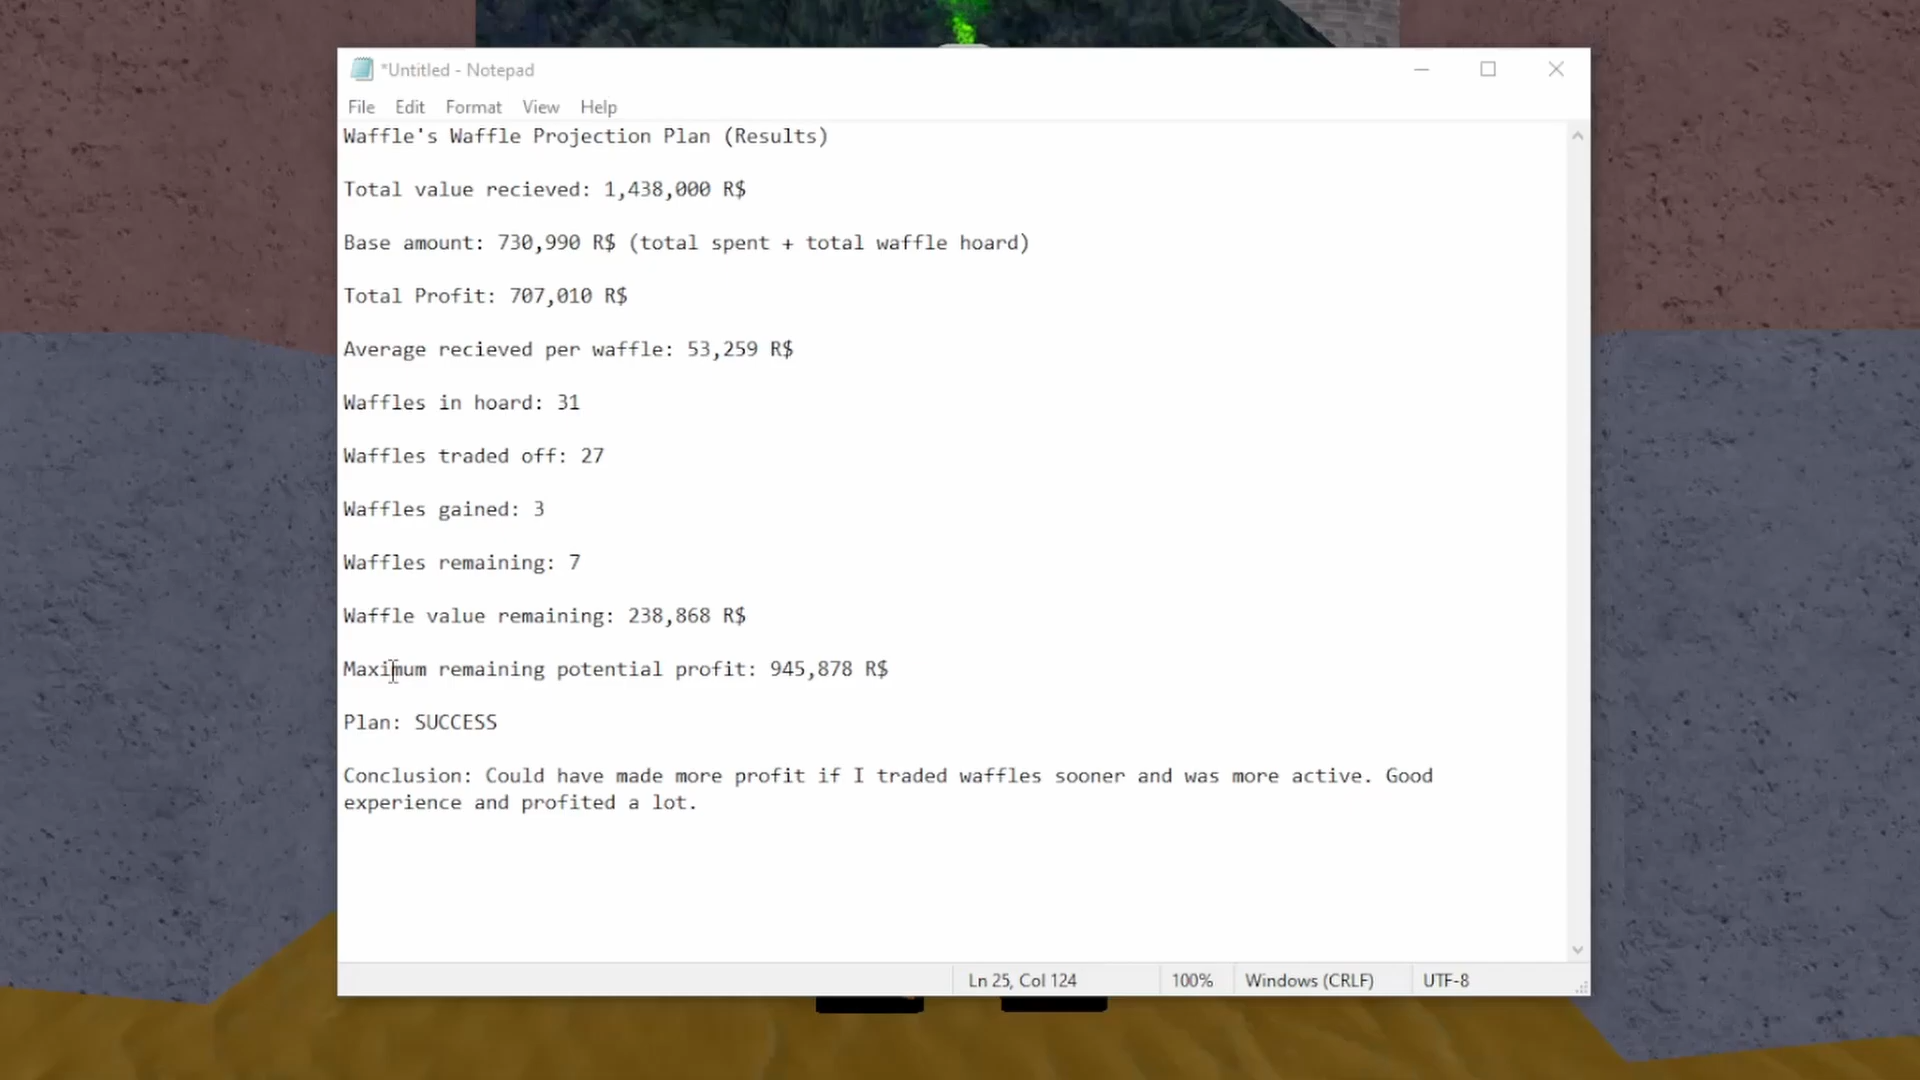 *Untitled - Notepad
File Edit Format View Help
Waffle's Waffle Projection Plan (Results)
Total value recieved: 1,438,000 R$
Base amount: 730,990 R$ (total spent + total waffle hoard)
Total Profit: 707,010 R$
Average recieved per waffle: 53,259 R$
Waffles in hoard: 31
Waffles traded off: 27
Waffles gained: 3
Waffles remaining: 7
Waffle value remaining: 238,868 R$
Maximum remaining potential profit: 945,878 R$
Plan: SUCCESS
Conclusion: Could have made more profit if I traded waffles sooner and was more active. Good
experience and profited a lot.
Ln 25, Col 124 100% Windows (CRLF) UTF-8